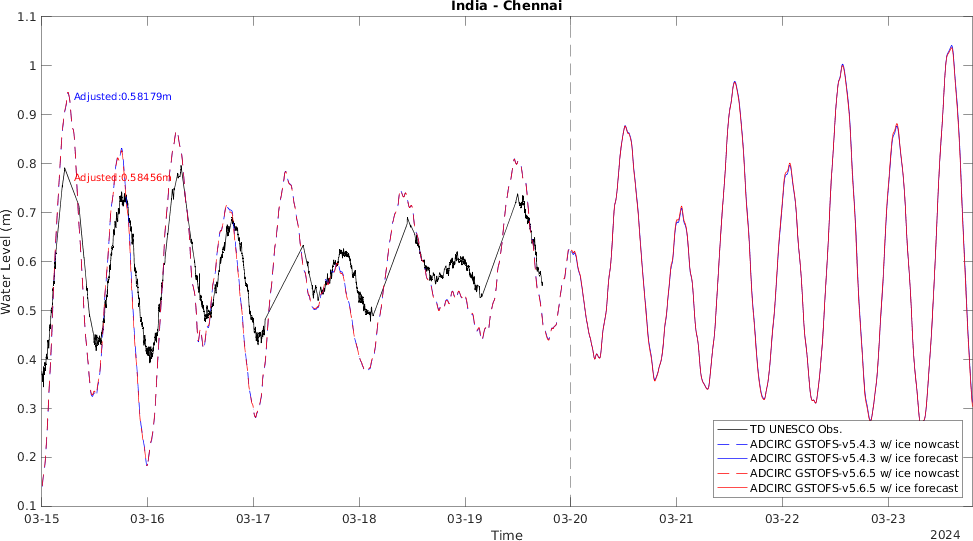 India - Chennai
1.1
1
0.9
0.8
0.7
0.6
0.5
0.4
0.3
0.2
0.1
Water Level (m)
Adjusted:0.58179m
Adjusted:0.58456m
TD UNESCO Obs.
ADCIRC GSTOFS-v5.4.3 w/ ice nowcast
ADCIRC GSTOFS-v5.4.3 w/ ice forecast
ADCIRC GSTOFS-v5.6.5 w/ ice nowcast
ADCIRC GSTOFS-v5.6.5 w/ ice forecast
03-15 03-16 03-17 03-18 03-19 03-20 03-21 03-22 03-23
Time
2024